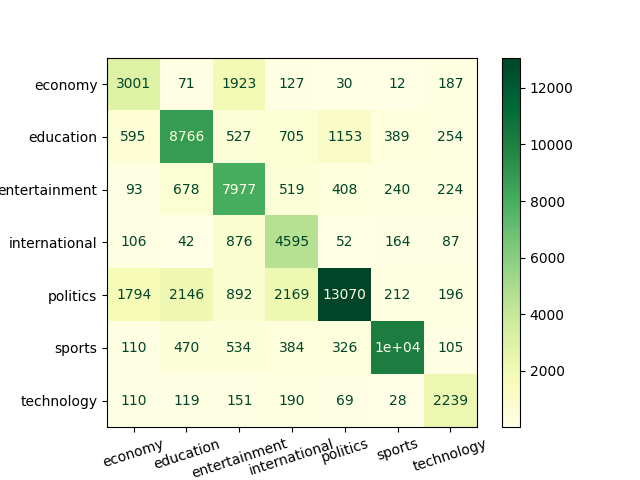 economy 3001 71 1923 127 30 12 187
education 595 8766 527 705 1153 389 254
entertainment 93 678 7977 519 408 240 224
international 106 42 876 4595 52 164 87
politics 1794 2146 892 2169 13070 212 196
sports 110 470 534 384 326 1e+04 105
technology 110 119 151 190 69 28 2239
economy education entertainment international politics sports technology
12000
10000
8000
6000
4000
2000